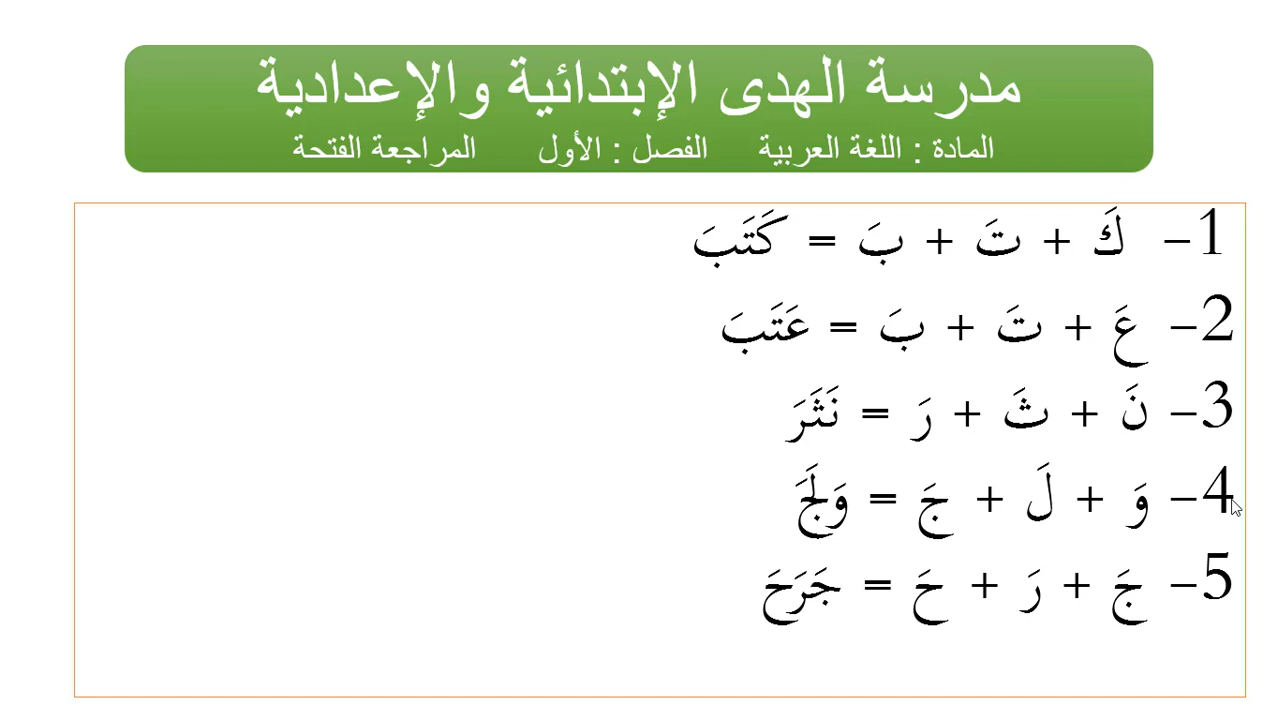 مدرسة الهدى الإبتدائية والإعدادية
المادة : اللغة العربية الفصل : الأول المراجعة الفتحة
1- كَ + تَ + بَ = كَتَبَ
2- عَ + تَ + بَ = عَتَبَ
3- نَ + ثَ + رَ = نَثَرَ
4- وَ + لَ + جَ = وَلَجَ
5- جَ + رَ + حَ = جَرَحَ